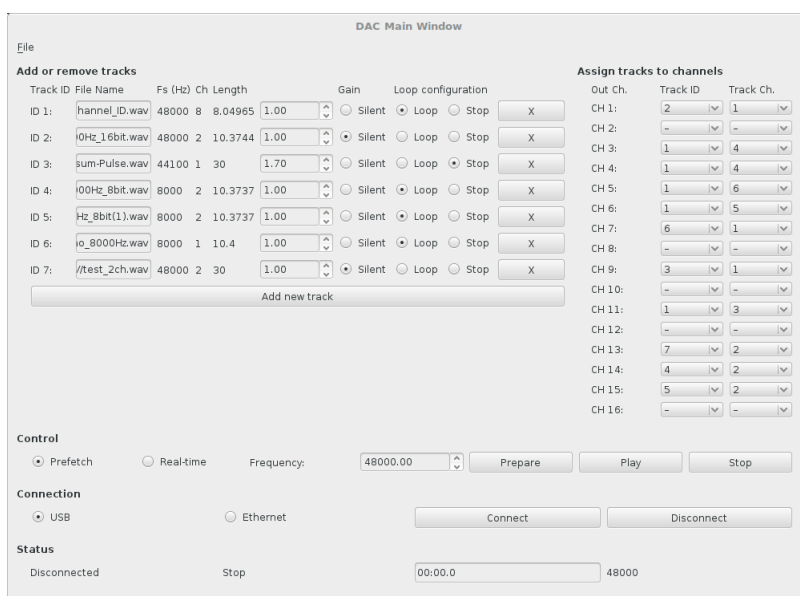 DAC Main Window
File
Add or remove tracks
Track ID File Name Fs (Hz) Ch Length Gain Loop configuration
ID 1: hannel_ID.wav 48000 8 8.04965 1.00 Silent Loop Stop X
ID 2: 0Hz_16bit.wav 48000 2 10.3744 1.00 Silent Loop Stop X
ID 3: sum-Pulse.wav 44100 1 30 1.70 Silent Loop Stop X
ID 4: 000Hz_8bit.wav 8000 2 10.3737 1.00 Silent Loop Stop X
ID 5: Hz_8bit(1).wav 8000 2 10.3737 1.00 Silent Loop Stop X
ID 6: o_8000Hz.wav 8000 1 10.4 1.00 Silent Loop Stop X
ID 7: //test_2ch.wav 48000 2 30 1.00 Silent Loop Stop X
Add new track
Assign tracks to channels
Out Ch. Track ID Track Ch.
CH 1: 2 1
CH 2: – –
CH 3: 1 4
CH 4: 1 4
CH 5: 1 6
CH 6: 1 5
CH 7: 6 1
CH 8: – –
CH 9: 3 1
CH 10: – –
CH 11: 1 3
CH 12: – –
CH 13: 7 2
CH 14: 4 2
CH 15: 5 2
CH 16: – –
Control
Prefetch Real-time Frequency: 48000.00 Prepare Play Stop
Connection
USB Ethernet Connect Disconnect
Status
Disconnected Stop 00:00.0 48000